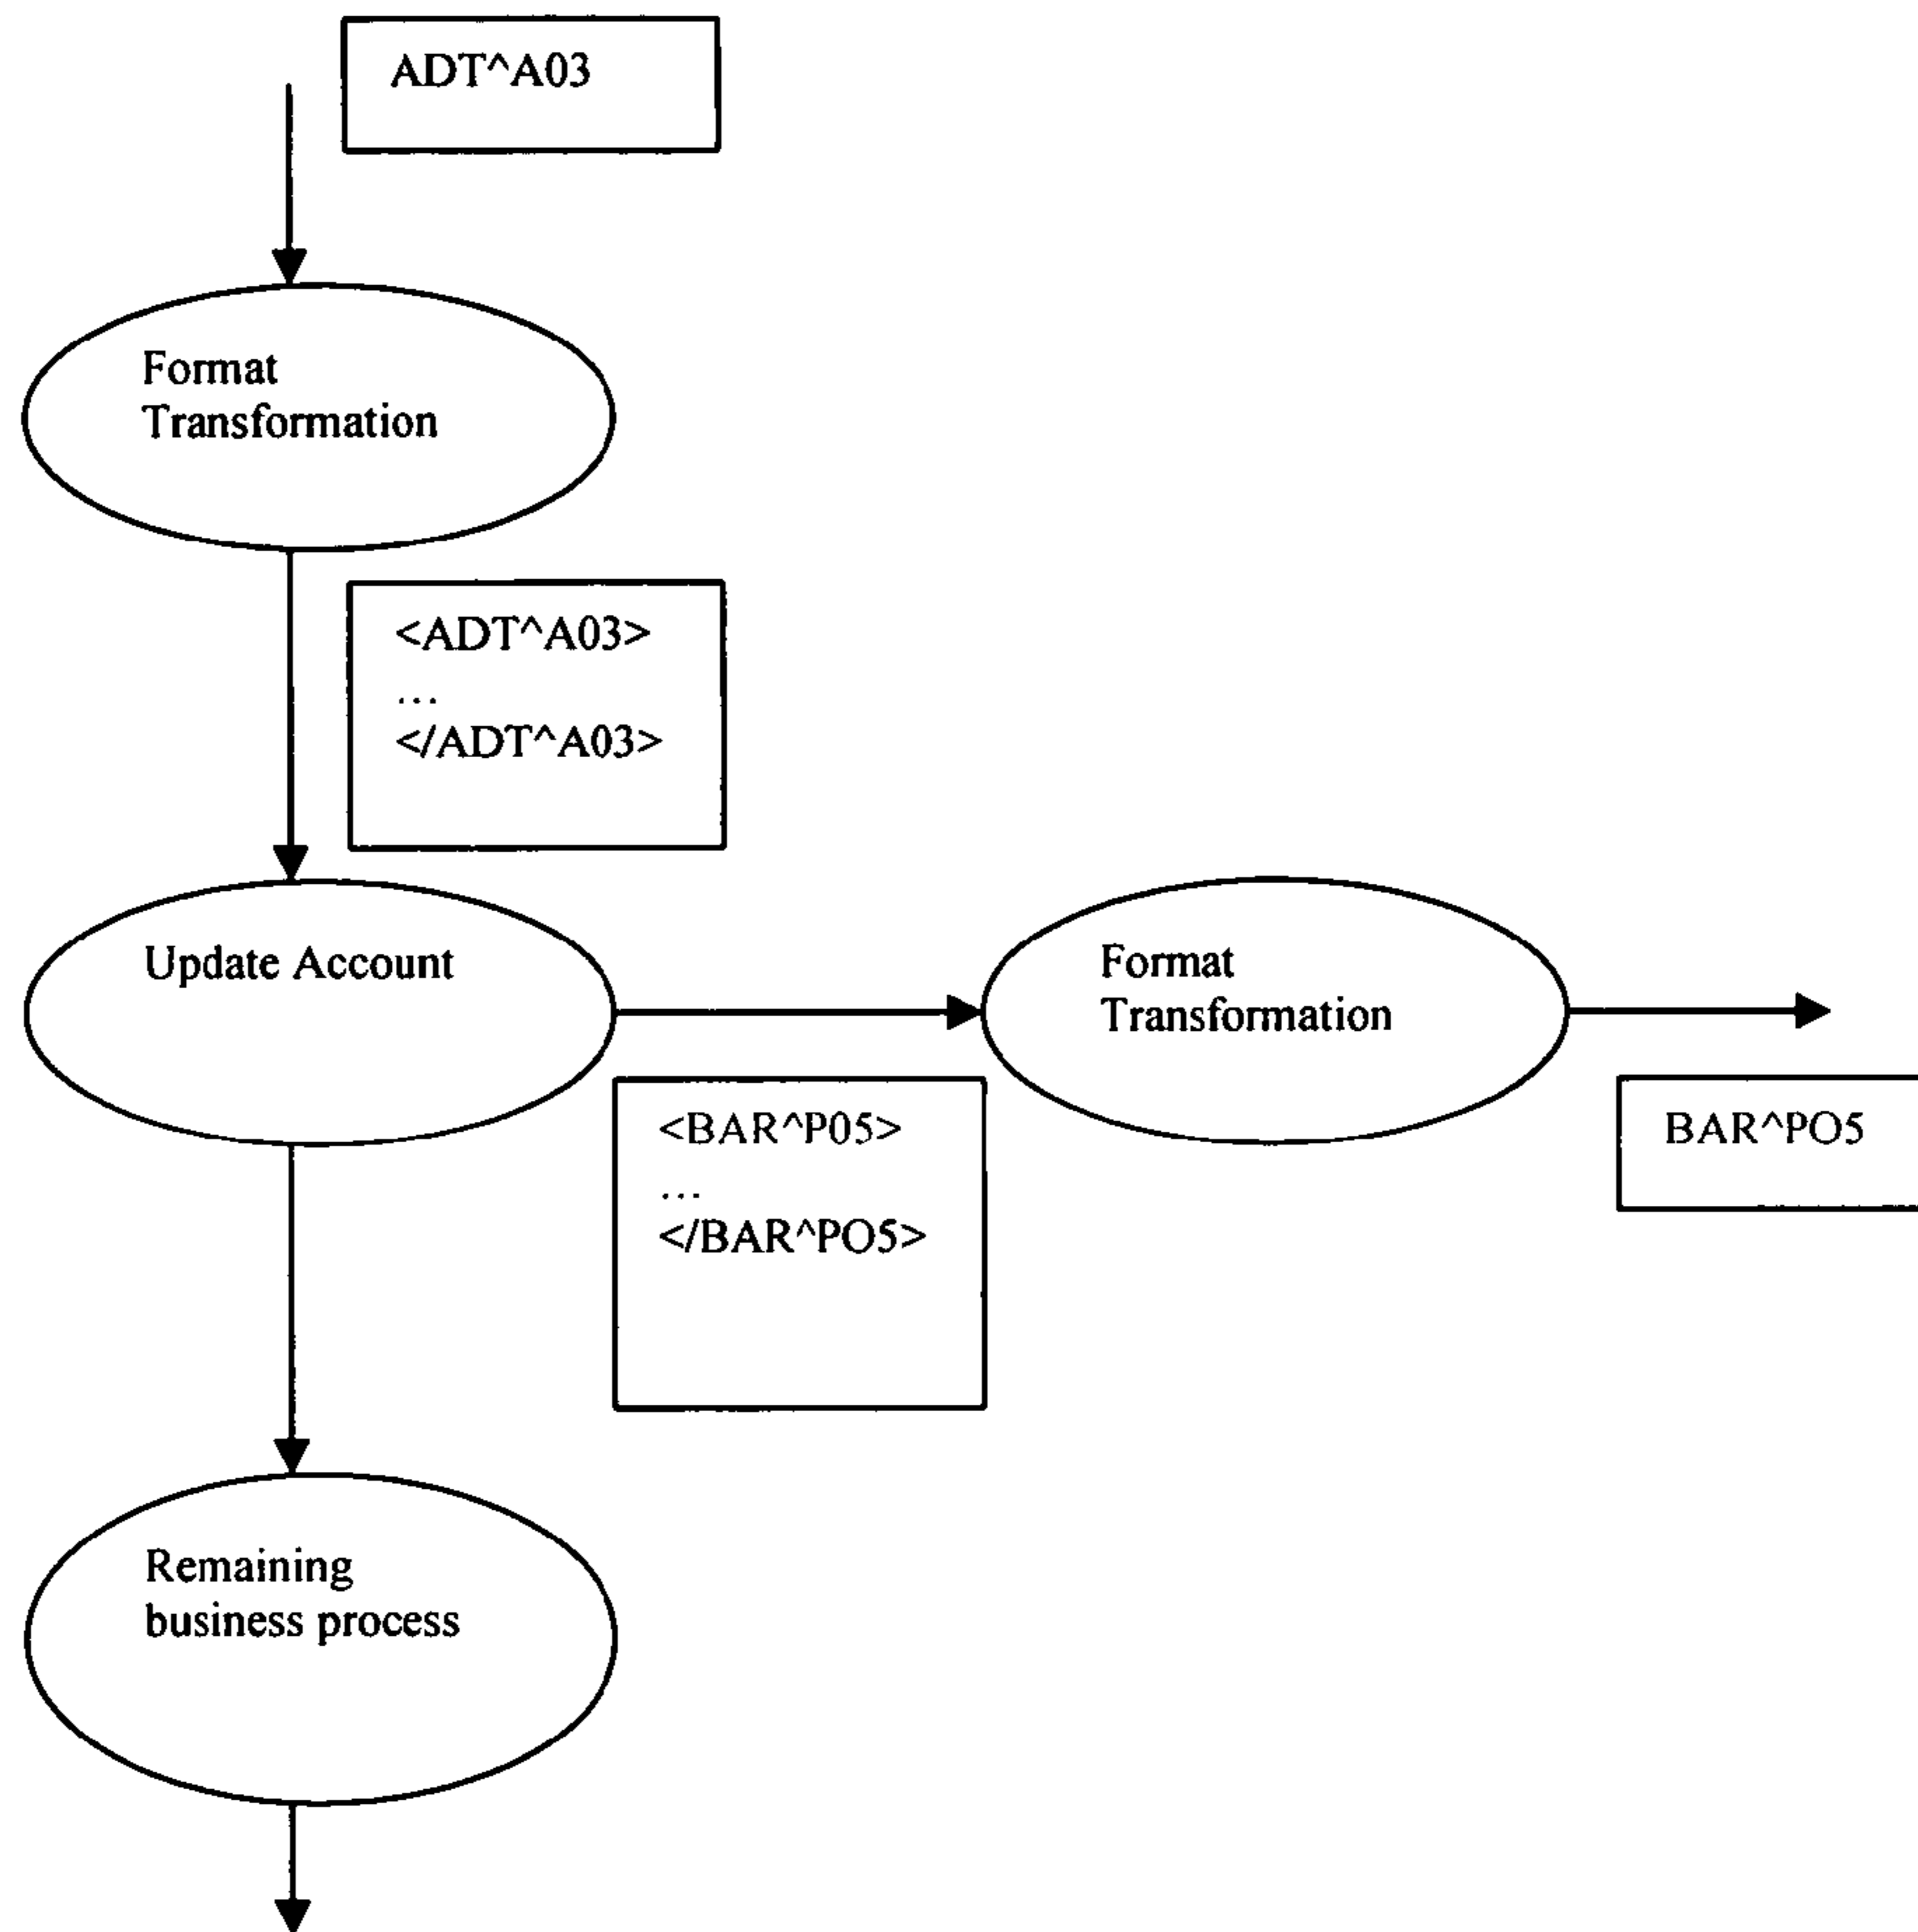 ADT^A03
Format
Transformation
<ADT^A03>
...
</ADT^A03>
Update Account
Format
Transformation
<BAR^P05>
...
</BAR^PO5>
BAR^PO5
Remaining
business process